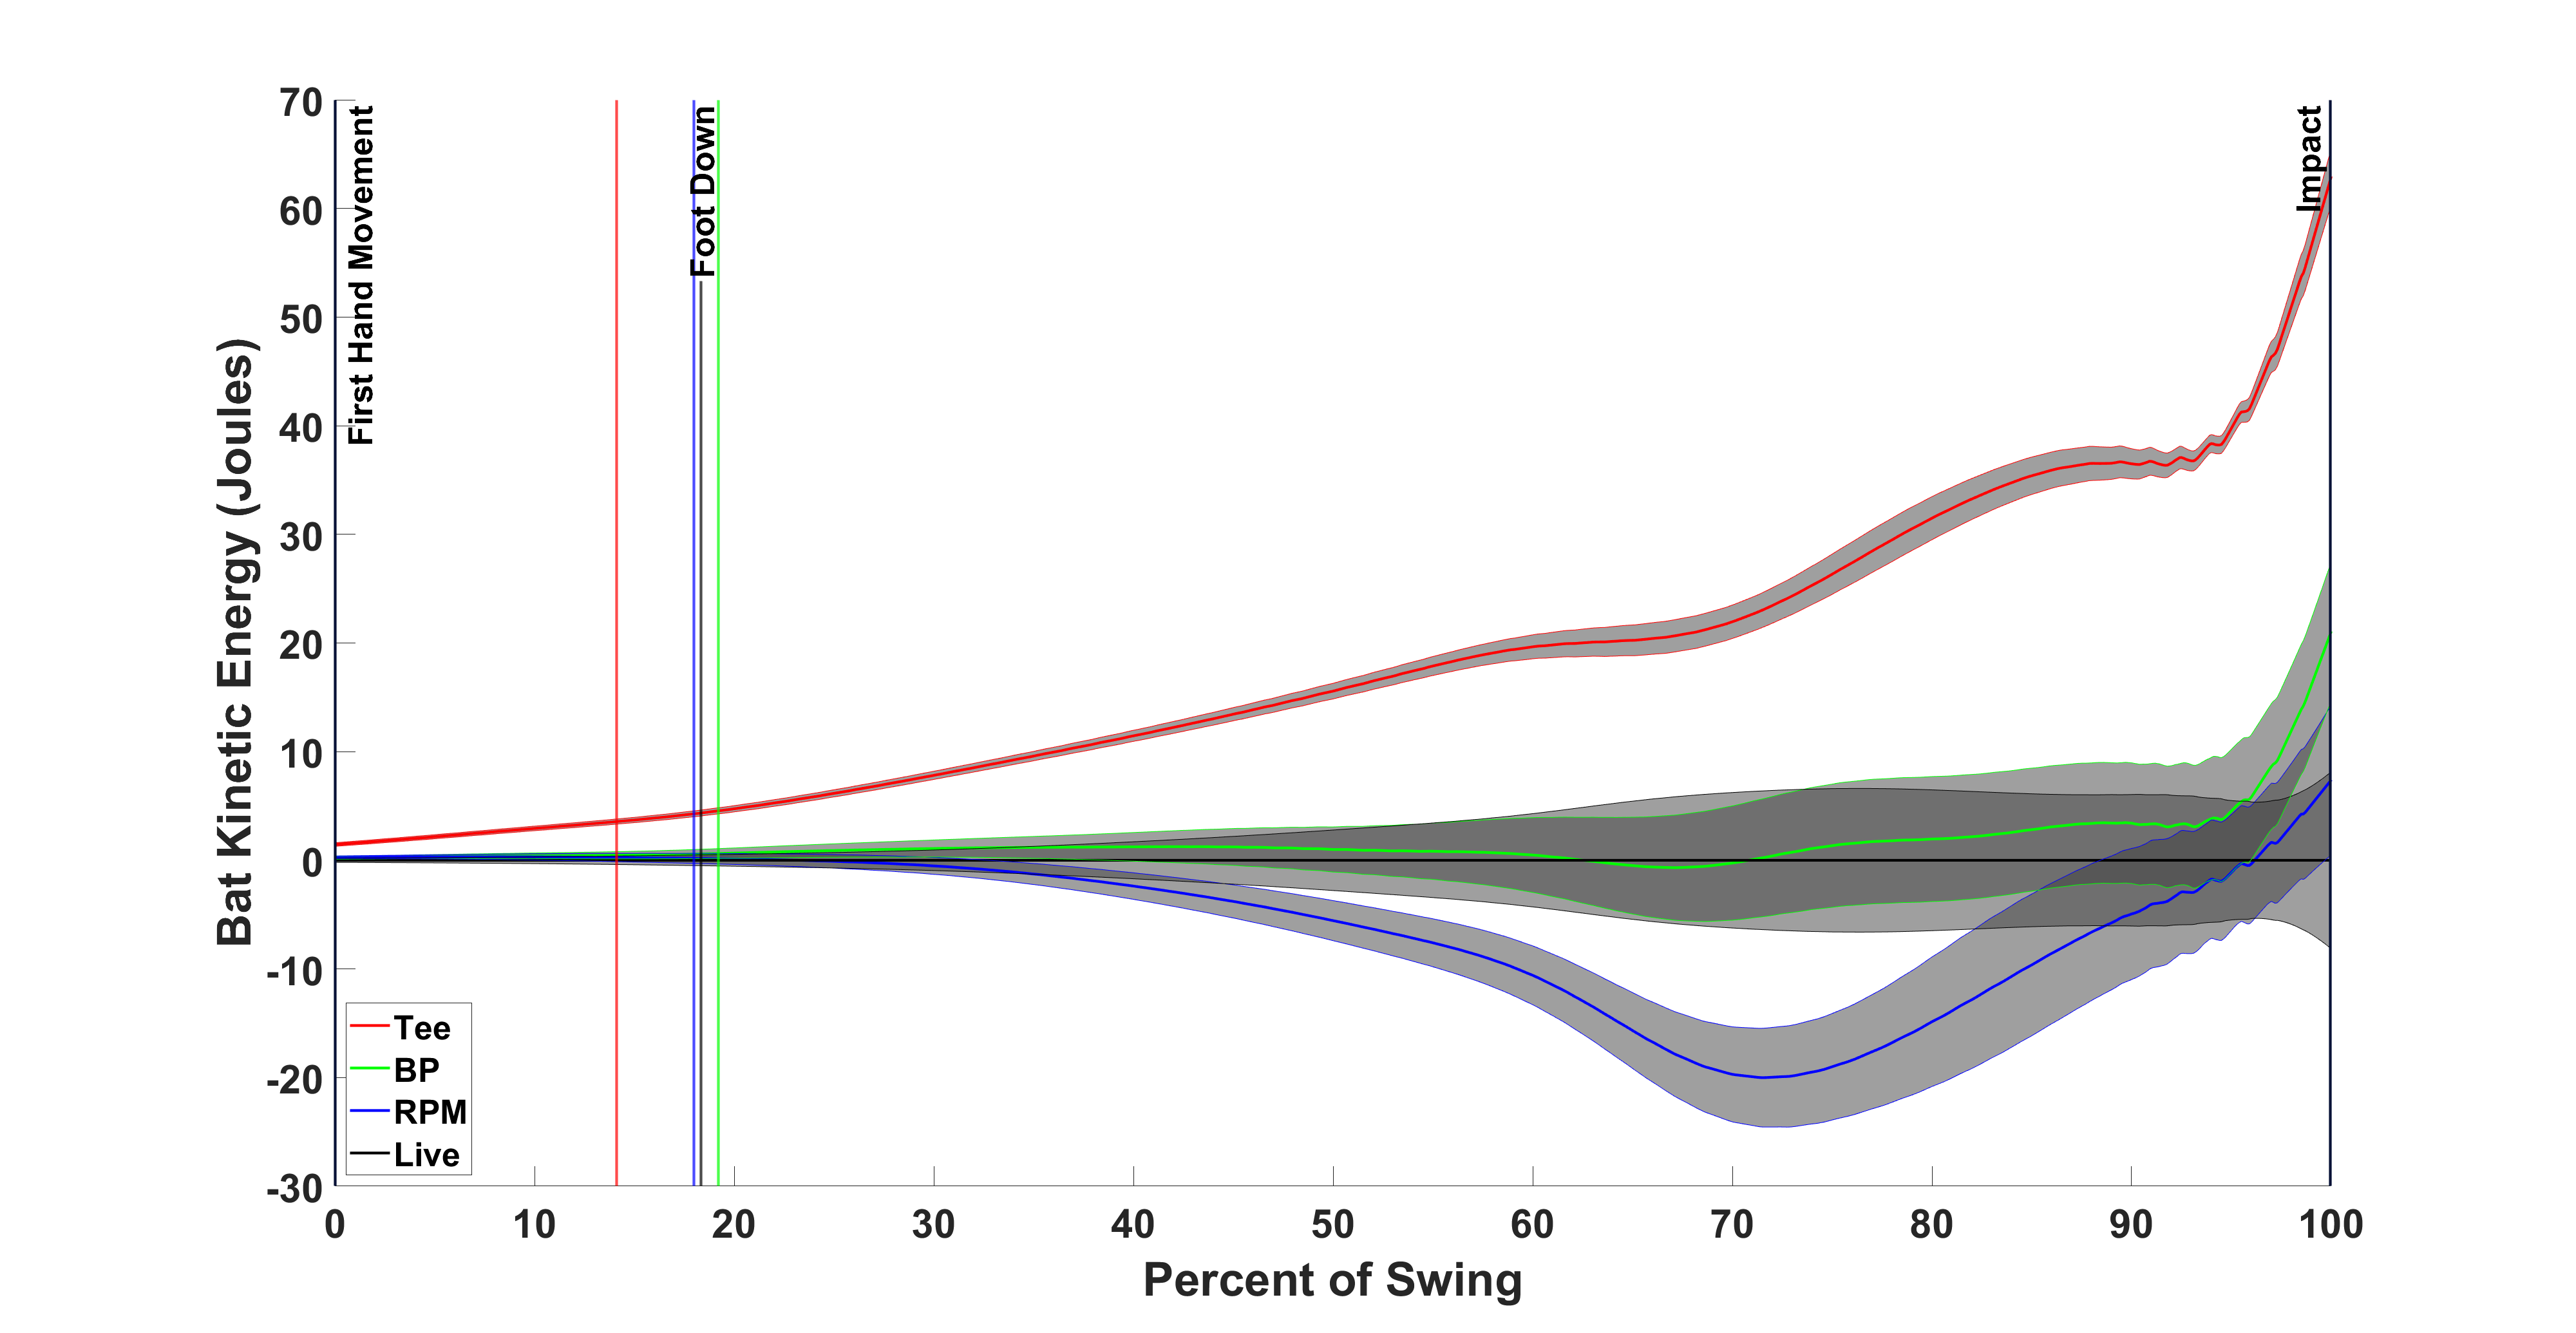 70
60
50
40
30
20
10
0
-10
-20
-30
Bat Kinetic Energy (Joules)
First Hand Movement
Foot Down
Impact
Tee
BP
RPM
Live
0 10 20 30 40 50 60 70 80 90 100
Percent of Swing